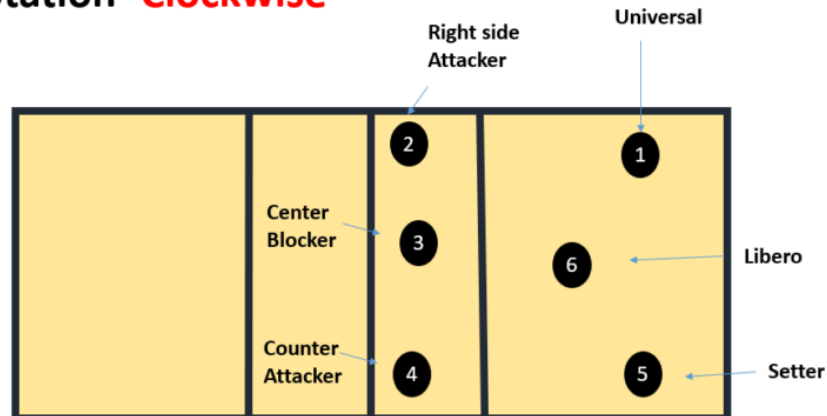 Clockwise
Universal
Right side
Attacker
2
1
Center
Blocker
3
6
Libero
Counter
Attacker
4
5
Setter